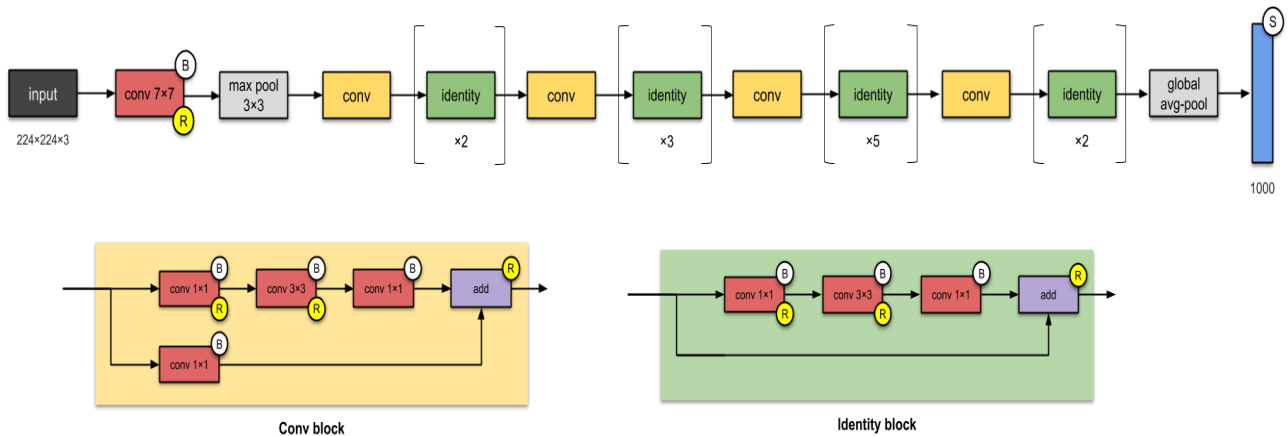 input
224×224×3
conv 7×7
B
R
max pool
3×3
conv
identity
×2
conv
identity
×3
conv
identity
×5
conv
identity
×2
global
avg-pool
S
1000
conv 1×1
B
R
conv 3×3
B
R
conv 1×1
B
add
R
conv 1×1
B
Conv block
conv 1×1
B
R
conv 3×3
B
R
conv 1×1
B
add
R
Identity block